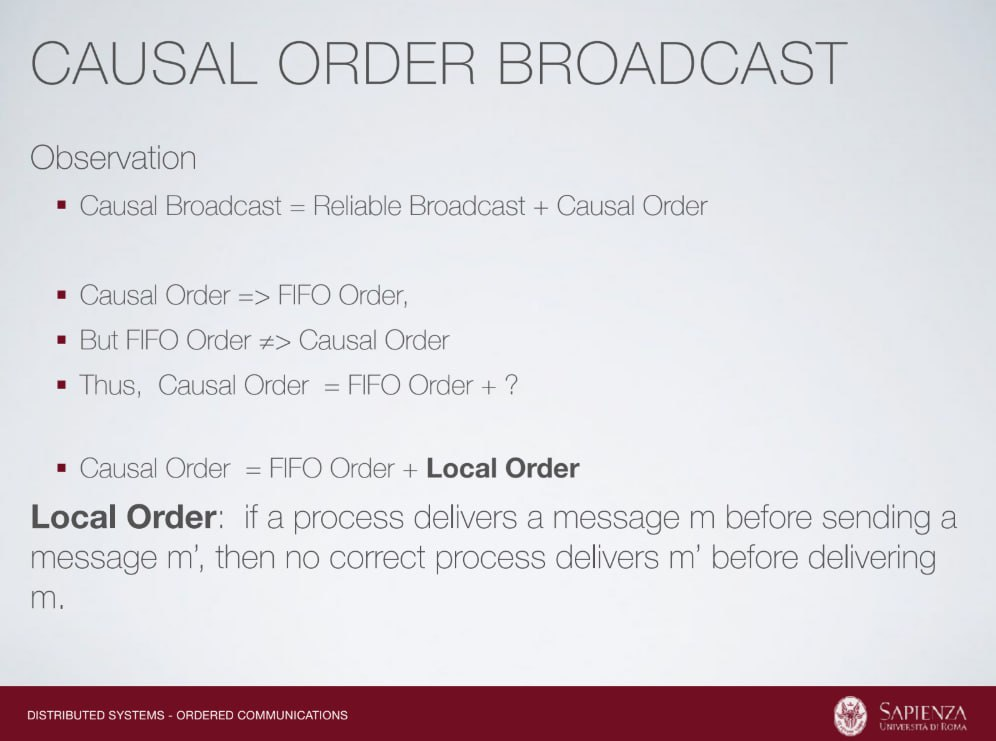 CAUSAL ORDER BROADCAST
Observation
▪ Causal Broadcast = Reliable Broadcast + Causal Order
▪ Causal Order => FIFO Order,
▪ But FIFO Order ≠> Causal Order
▪ Thus, Causal Order = FIFO Order + ?
▪ Causal Order = FIFO Order + Local Order
Local Order: if a process delivers a message m before sending a
message m’, then no correct process delivers m’ before delivering
m.
DISTRIBUTED SYSTEMS - ORDERED COMMUNICATIONS
SAPIENZA
UNIVERSITÀ DI ROMA